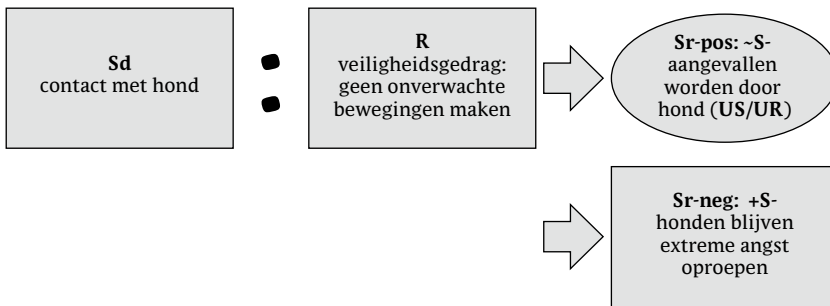 Sd
contact met hond
R
veiligheidsgedrag:
geen onverwachte
bewegingen maken
Sr-pos: ~S-
aangevallen
worden door
hond (US/UR)
Sr-neg: +S-
honden blijven
extreme angst
oproepen